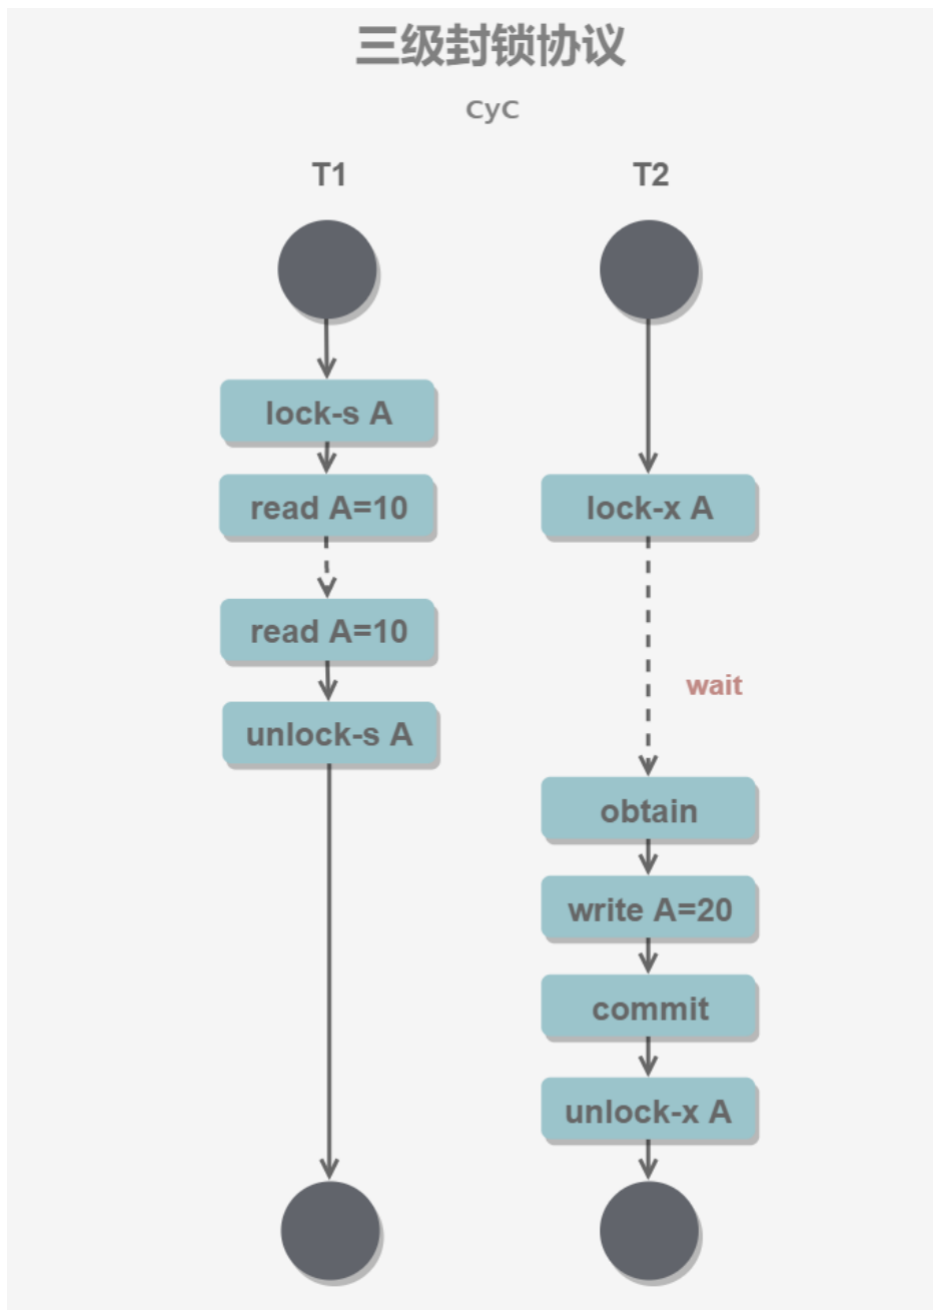 三级封锁协议
CyC
T1
T2
lock-s A
read A=10
lock-x A
read A=10
wait
unlock-s A
obtain
write A=20
commit
unlock-x A